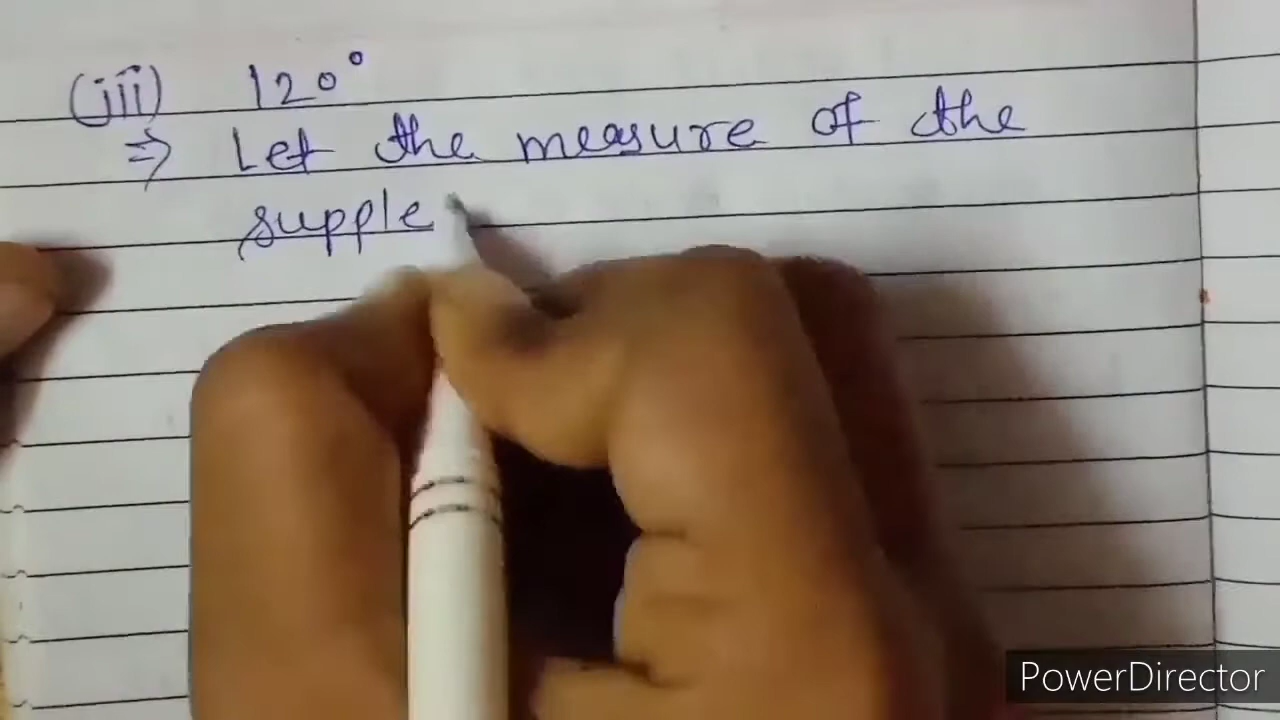 (iii) 120°
⇒ Let the measure of the
supple
PowerDirector